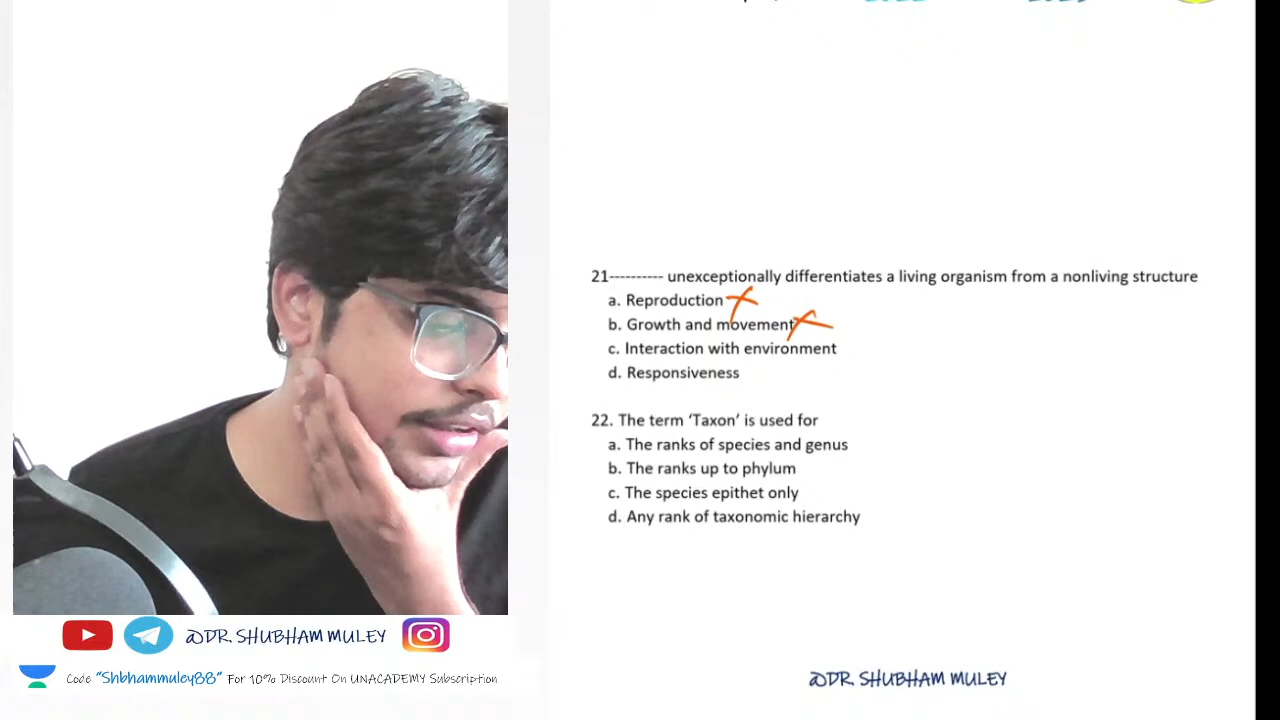 21---------- unexceptionally differentiates a living organism from a nonliving structure
a. Reproduction
b. Growth and movement
c. Interaction with environment
d. Responsiveness
22. The term ‘Taxon’ is used for
a. The ranks of species and genus
b. The ranks up to phylum
c. The species epithet only
d. Any rank of taxonomic hierarchy
@DR. SHUBHAM MULEY
Code "Shbhammuley88" For 10% Discount On UNACADEMY Subscription
@DR. SHUBHAM MULEY